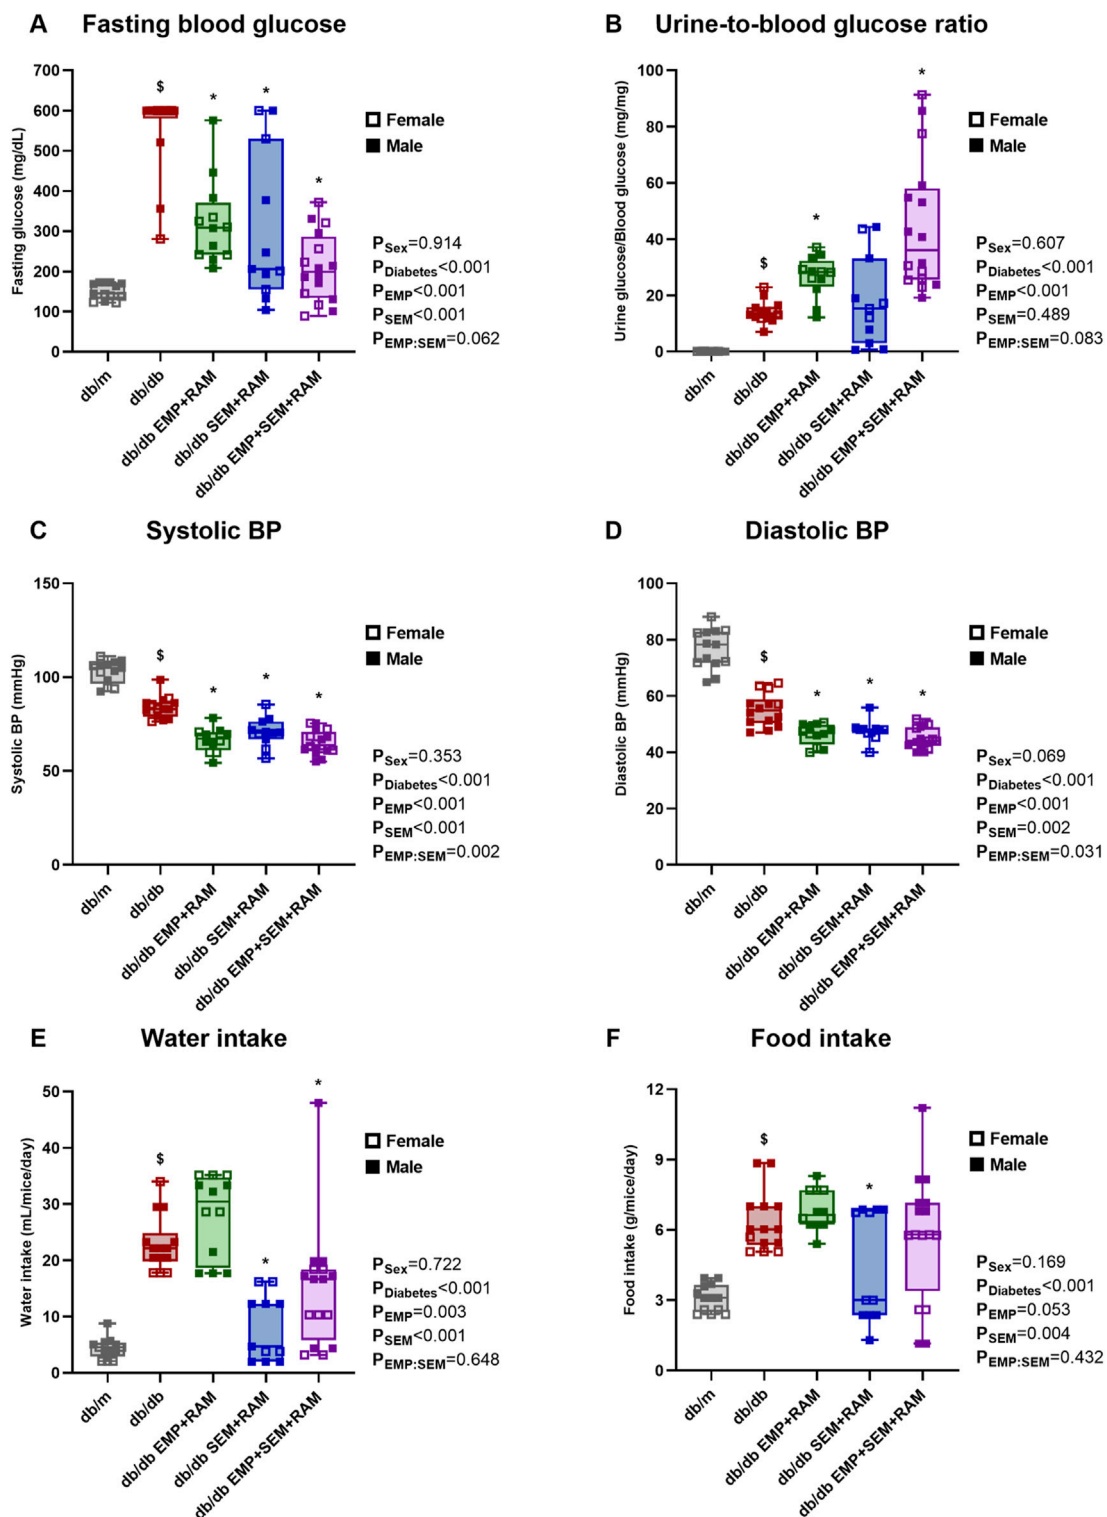 A Fasting blood glucose
Fasting glucose (mg/dL)
700
600
500
400
300
200
100
0
$
*
*
*
Female
Male
PSex=0.914
PDiabetes<0.001
PEMP<0.001
PSEM<0.001
PEMP:SEM=0.062
db/m
db/db
db/db EMP+RAM
db/db SEM+RAM
db/db EMP+SEM+RAM
B Urine-to-blood glucose ratio
Urine glucose/Blood glucose (mg/mg)
100
80
60
40
20
0
$
*
*
Female
Male
PSex=0.607
PDiabetes<0.001
PEMP<0.001
PSEM=0.489
PEMP:SEM=0.083
db/m
db/db
db/db EMP+RAM
db/db SEM+RAM
db/db EMP+SEM+RAM
C Systolic BP
Systolic BP (mmHg)
150
100
50
0
$
*
*
*
Female
Male
PSex=0.353
PDiabetes<0.001
PEMP<0.001
PSEM<0.001
PEMP:SEM=0.002
db/m
db/db
db/db EMP+RAM
db/db SEM+RAM
db/db EMP+SEM+RAM
D Diastolic BP
Diastolic BP (mmHg)
100
80
60
40
20
0
$
*
*
*
Female
Male
PSex=0.069
PDiabetes<0.001
PEMP<0.001
PSEM=0.002
PEMP:SEM=0.031
db/m
db/db
db/db EMP+RAM
db/db SEM+RAM
db/db EMP+SEM+RAM
E Water intake
Water intake (mL/mice/day)
50
40
30
20
10
0
$
*
*
Female
Male
PSex=0.722
PDiabetes<0.001
PEMP=0.003
PSEM<0.001
PEMP:SEM=0.648
db/m
db/db
db/db EMP+RAM
db/db SEM+RAM
db/db EMP+SEM+RAM
F Food intake
Food intake (g/mice/day)
12
9
6
3
0
$
*
Female
Male
PSex=0.169
PDiabetes<0.001
PEMP=0.053
PSEM=0.004
PEMP:SEM=0.432
db/m
db/db
db/db EMP+RAM
db/db SEM+RAM
db/db EMP+SEM+RAM